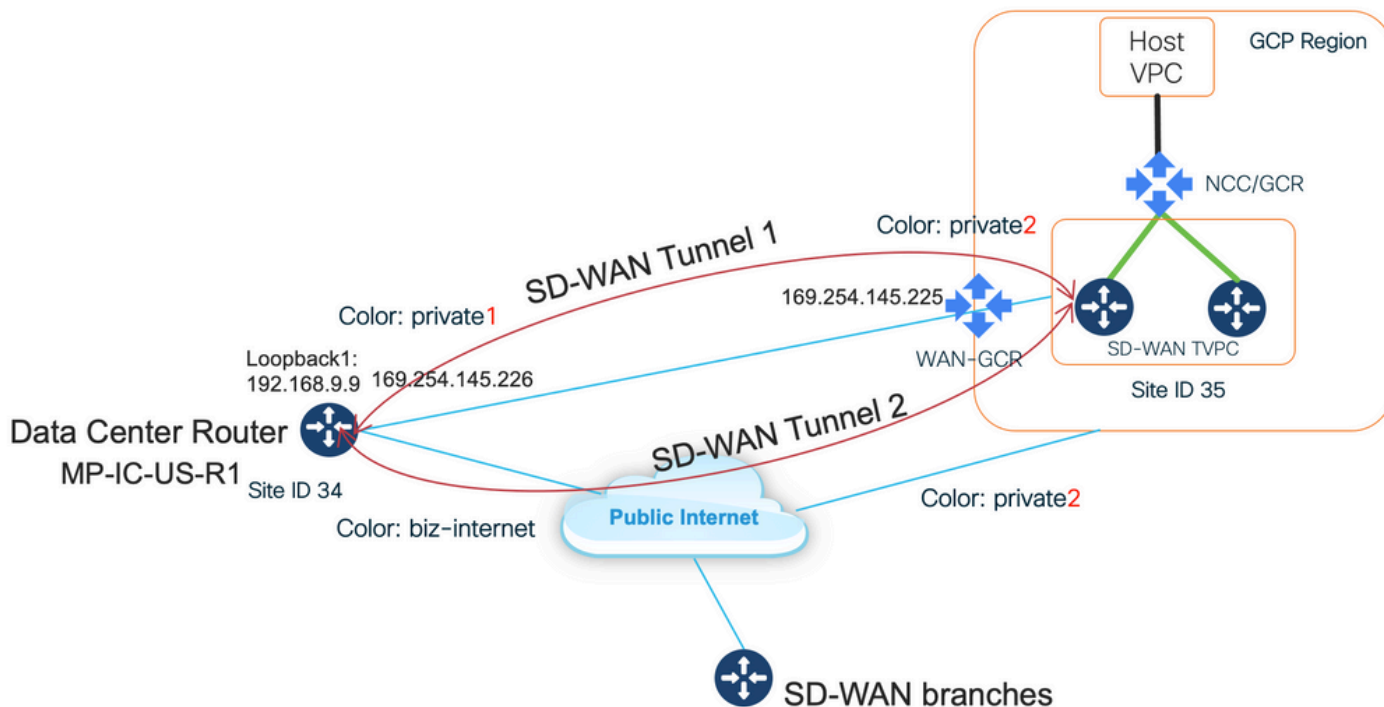 Host
VPC
GCP Region
NCC/GCR
Color: private2
SD-WAN Tunnel 1
169.254.145.225
Color: private1
WAN-GCR
SD-WAN TVPC
Loopback1:
192.168.9.9
169.254.145.226
Site ID 35
Data Center Router
MP-IC-US-R1
Site ID 34
SD-WAN Tunnel 2
Color: biz-internet
Public Internet
Color: private2
SD-WAN branches